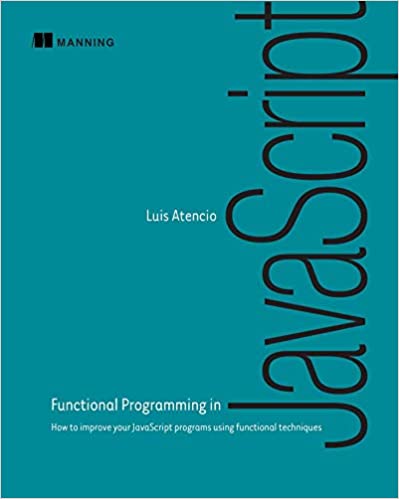 MANNING
Luis Atencio
Functional Programming in JavaScript
How to improve your JavaScript programs using functional techniques